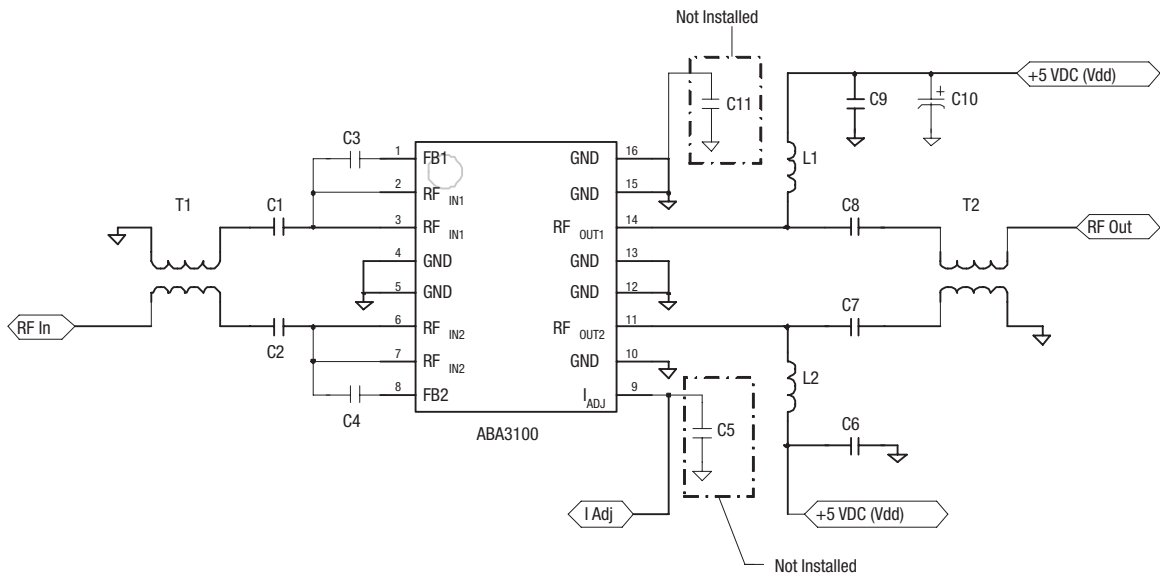 Not Installed
+5 VDC (Vdd)
C11
C9
+
C10
C3
L1
1
FB1
GND
16
2
RF IN1
GND
15
T1
C1
3
RF IN1
RF OUT1
14
C8
T2
RF Out
4
GND
GND
13
5
GND
GND
12
RF In
C2
6
RF IN2
RF OUT2
11
C7
7
RF IN2
GND
10
L2
C4
8
FB2
I ADJ
9
C5
C6
ABA3100
I Adj
+5 VDC (Vdd)
Not Installed